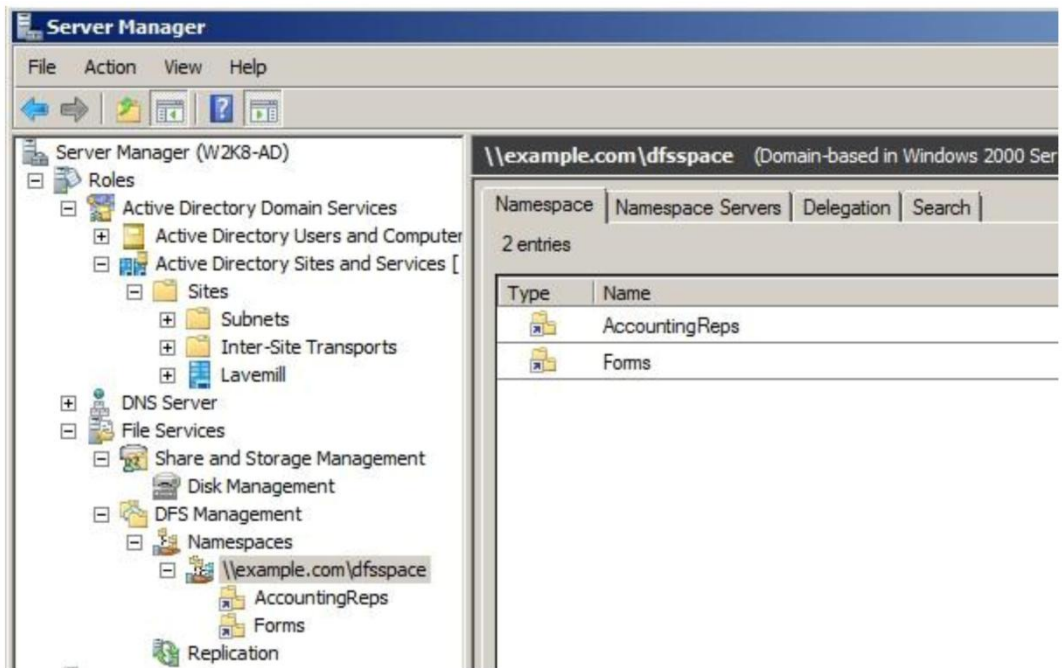 Server Manager
File Action View Help
Server Manager (W2K8-AD)
Roles
Active Directory Domain Services
Active Directory Users and Computer
Active Directory Sites and Services [
Sites
Subnets
Inter-Site Transports
Lavemill
DNS Server
File Services
Share and Storage Management
Disk Management
DFS Management
Namespaces
\\example.com\dfsspace
AccountingReps
Forms
Replication
\\example.com\dfsspace (Domain-based in Windows 2000 Ser
Namespace Namespace Servers Delegation Search
2 entries
Type Name
AccountingReps
Forms